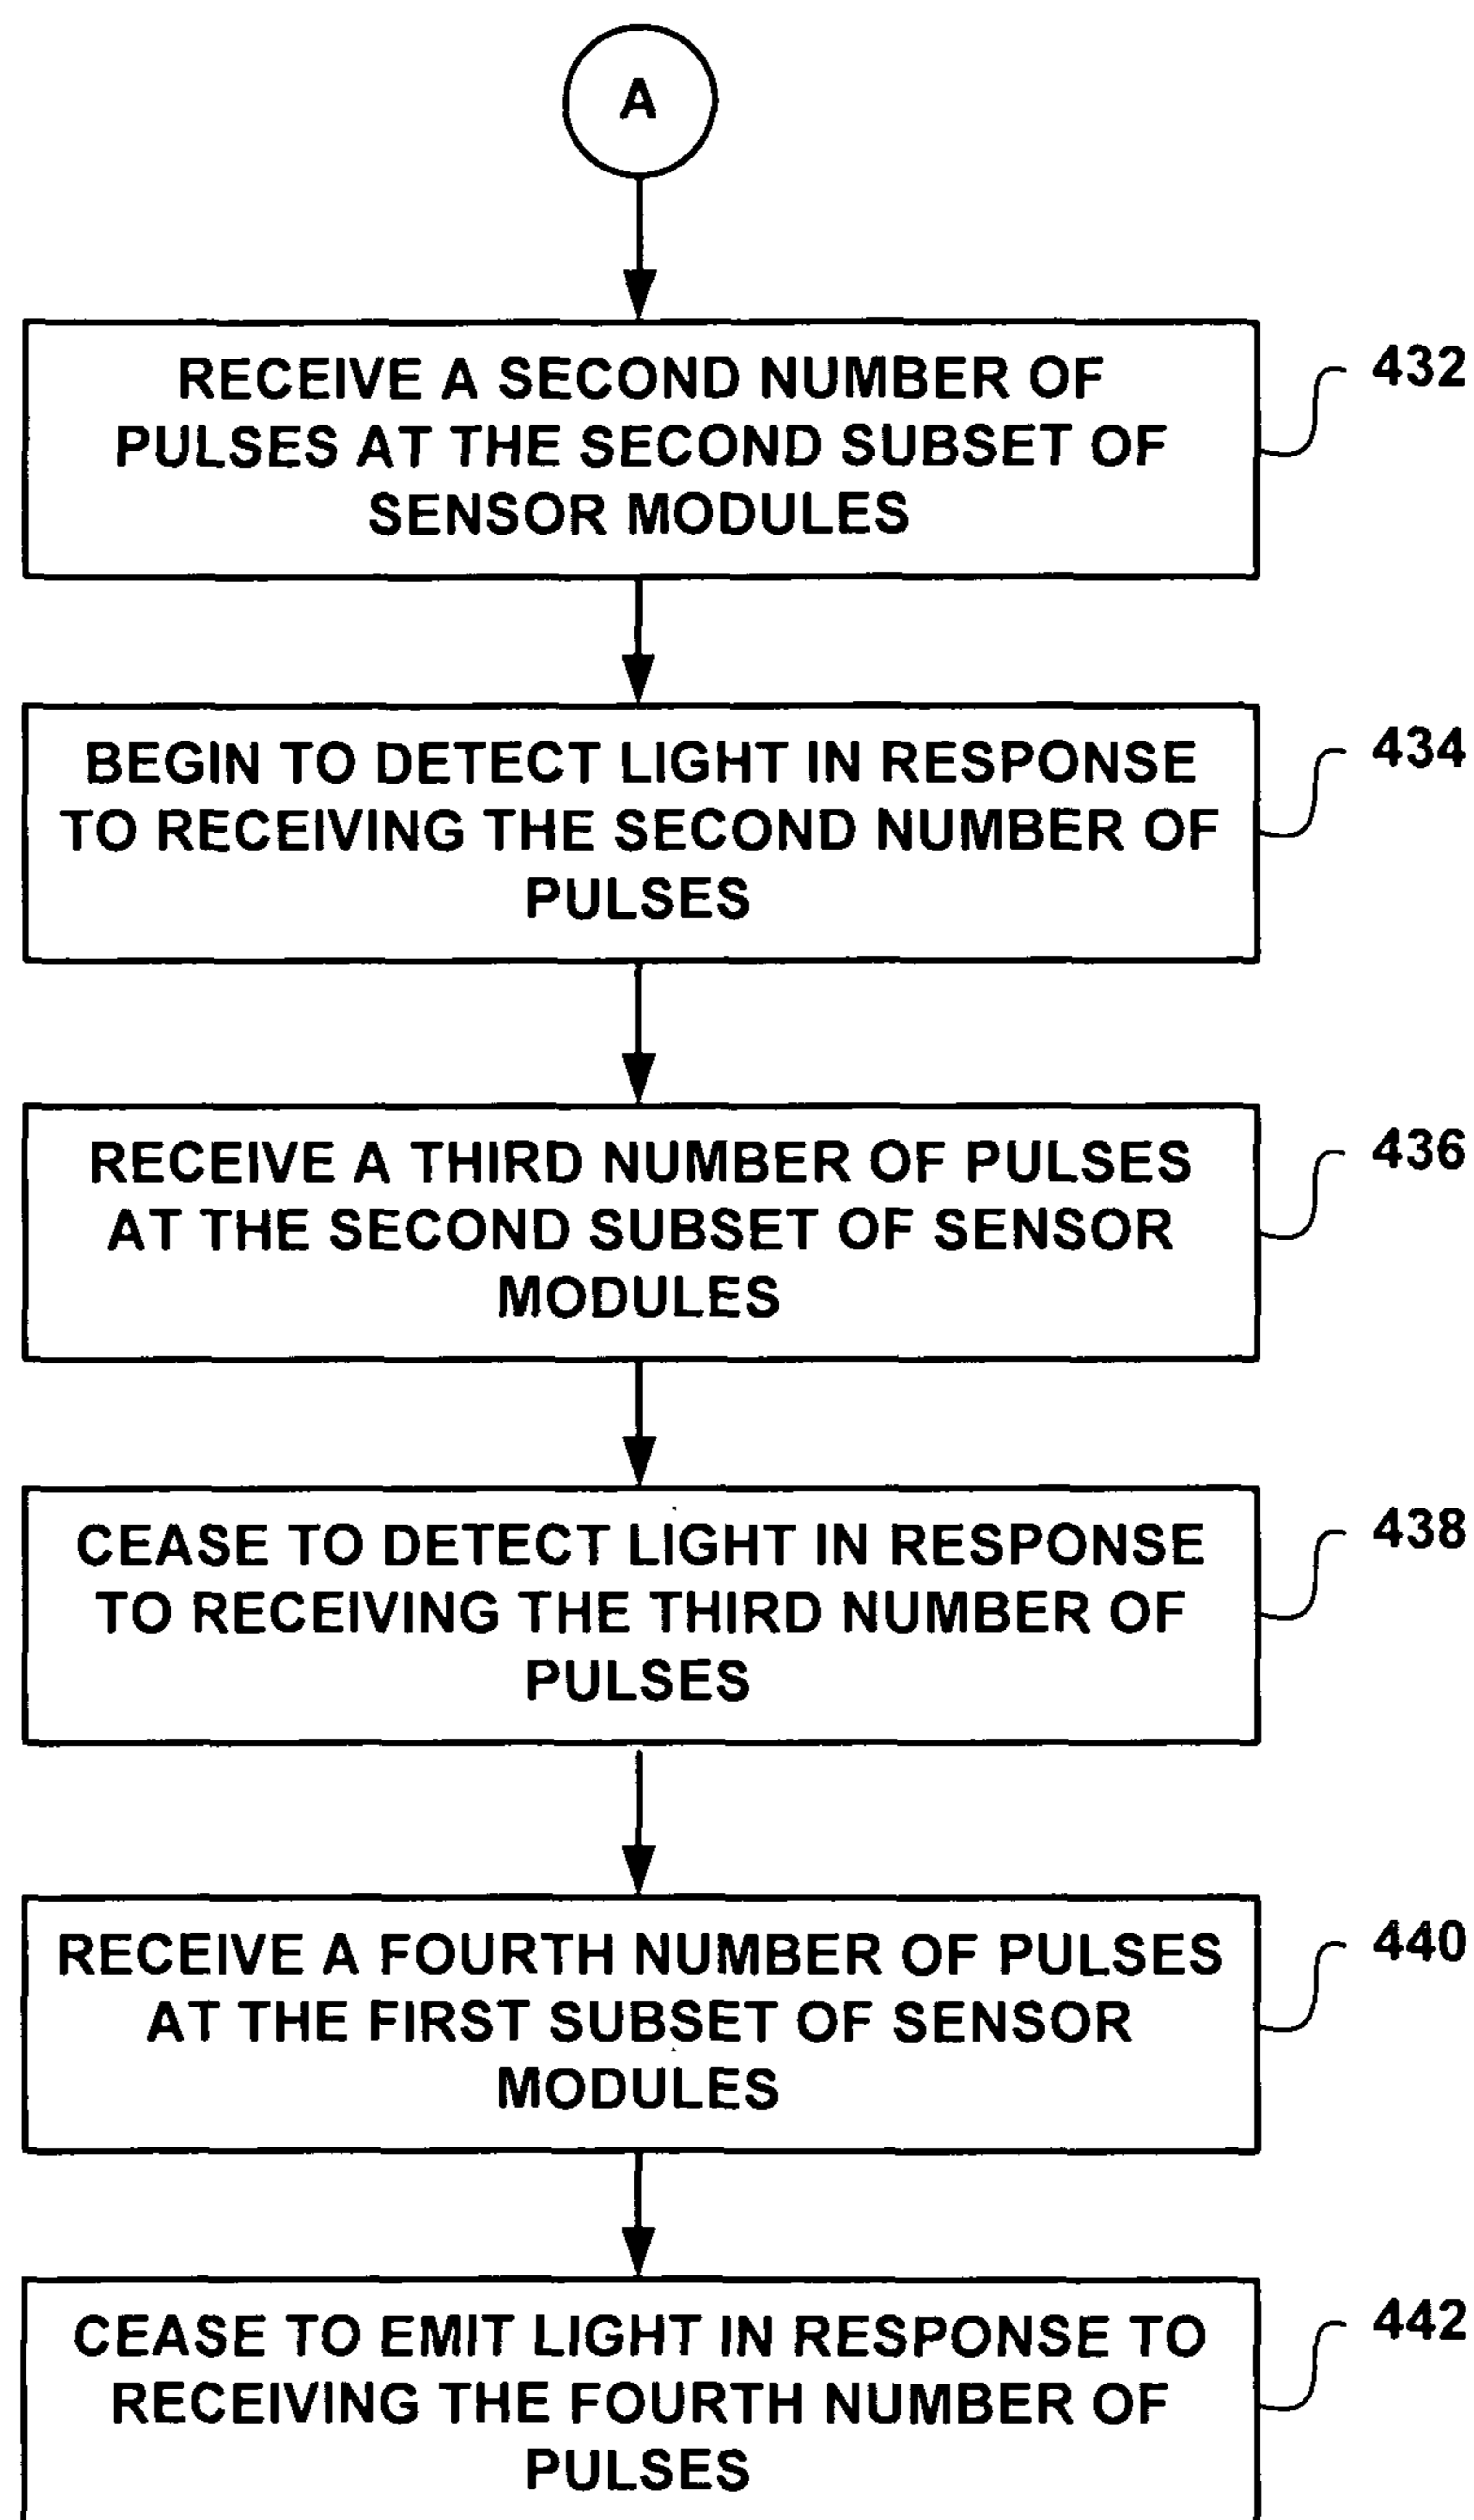 A
RECEIVE A SECOND NUMBER OF
PULSES AT THE SECOND SUBSET OF
SENSOR MODULES
432
BEGIN TO DETECT LIGHT IN RESPONSE
TO RECEIVING THE SECOND NUMBER OF
PULSES
434
RECEIVE A THIRD NUMBER OF PULSES
AT THE SECOND SUBSET OF SENSOR
MODULES
436
CEASE TO DETECT LIGHT IN RESPONSE
TO RECEIVING THE THIRD NUMBER OF
PULSES
438
RECEIVE A FOURTH NUMBER OF PULSES
AT THE FIRST SUBSET OF SENSOR
MODULES
440
CEASE TO EMIT LIGHT IN RESPONSE TO
RECEIVING THE FOURTH NUMBER OF
PULSES
442